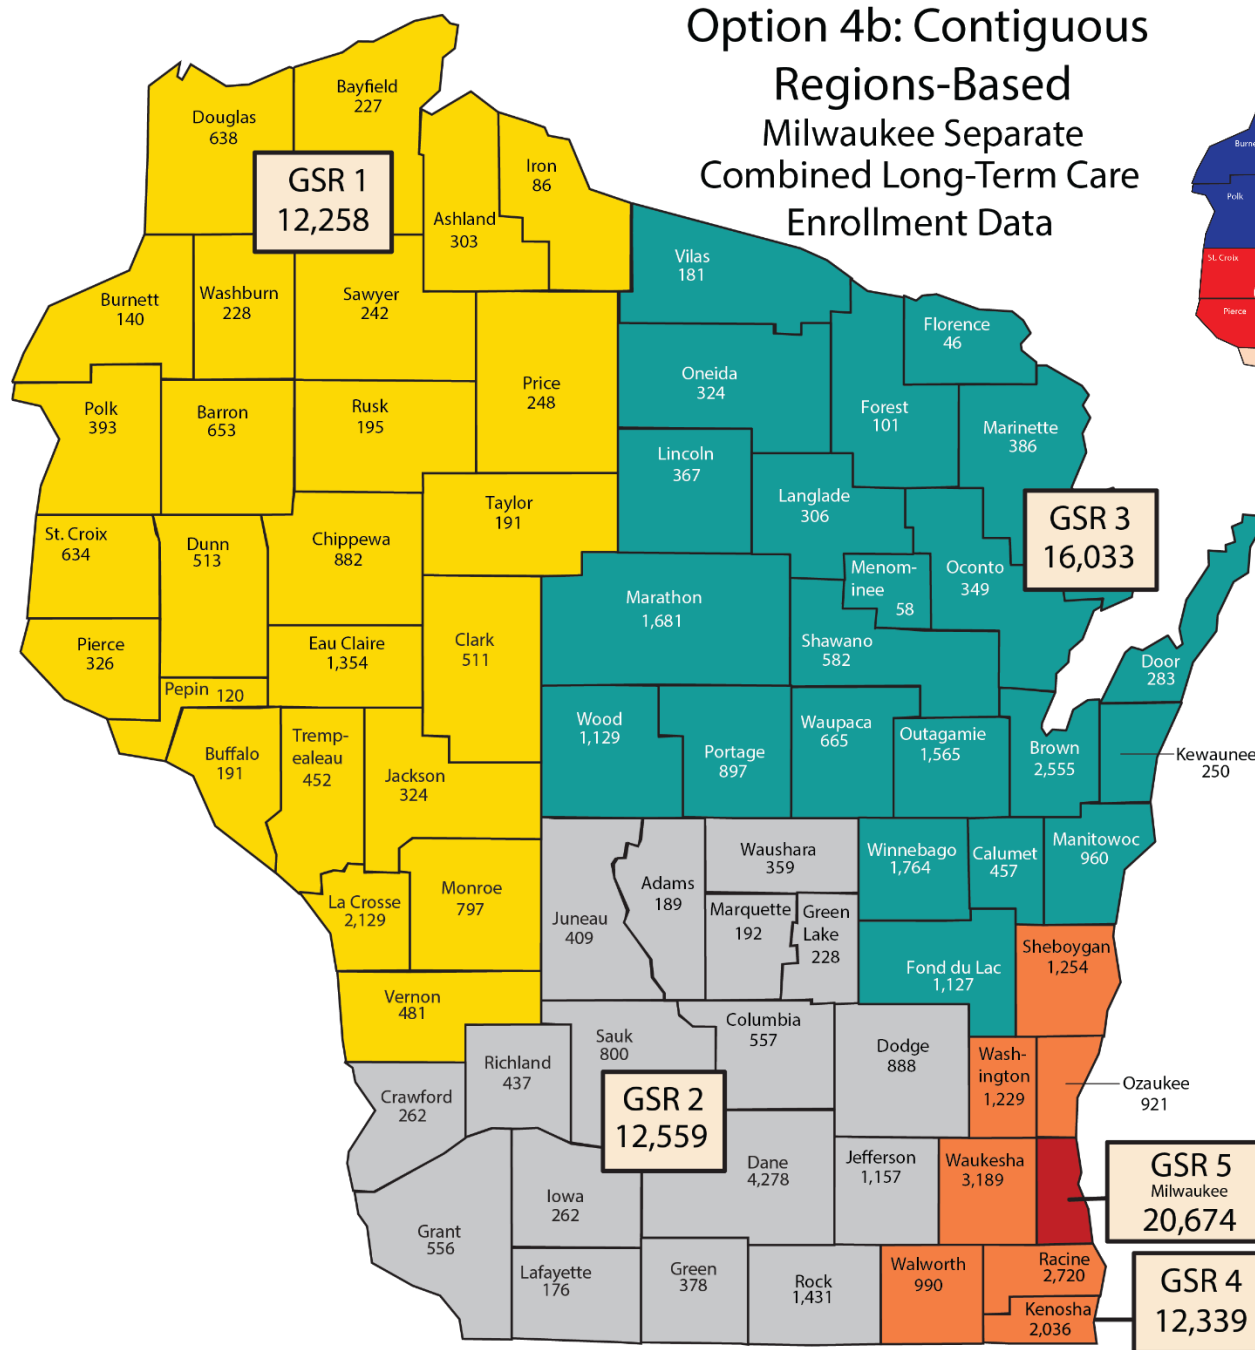 Option 4b: Contiguous
Regions-Based
Milwaukee Separate
Combined Long-Term Care
Enrollment Data
Bayfield
227
Douglas
638
GSR 1
12,258
Iron
86
Ashland
303
Burnett
140
Washburn
228
Sawyer
242
Polk
393
Barron
653
Rusk
195
Price
248
Taylor
191
St. Croix
634
Dunn
513
Chippewa
882
Pierce
326
Eau Claire
1,354
Clark
511
Pepin 120
Buffalo
191
Tremp-
ealeau
452
Jackson
324
La Crosse
2,129
Monroe
797
Vernon
481
Vilas
181
Florence
46
Oneida
324
Forest
101
Marinette
386
Lincoln
367
Langlade
306
GSR 3
16,033
Menom-
inee
58
Oconto
349
Marathon
1,681
Shawano
582
Door
283
Wood
1,129
Portage
897
Waupaca
665
Outagamie
1,565
Brown
2,555
Kewaunee
250
Winnebago
1,764
Calumet
457
Manitowoc
960
Fond du Lac
1,127
Juneau
409
Adams
189
Waushara
359
Marquette
192
Green
Lake
228
Sauk
800
Columbia
557
Dodge
888
Richland
437
Crawford
262
GSR 2
12,559
Dane
4,278
Jefferson
1,157
Iowa
262
Grant
556
Lafayette
176
Green
378
Rock
1,431
Sheboygan
1,254
Wash-
ington
1,229
Ozaukee
921
Waukesha
3,189
GSR 5
Milwaukee
20,674
Walworth
990
Racine
2,720
Kenosha
2,036
GSR 4
12,339
Burne
Polk
St. Croix
Pierce